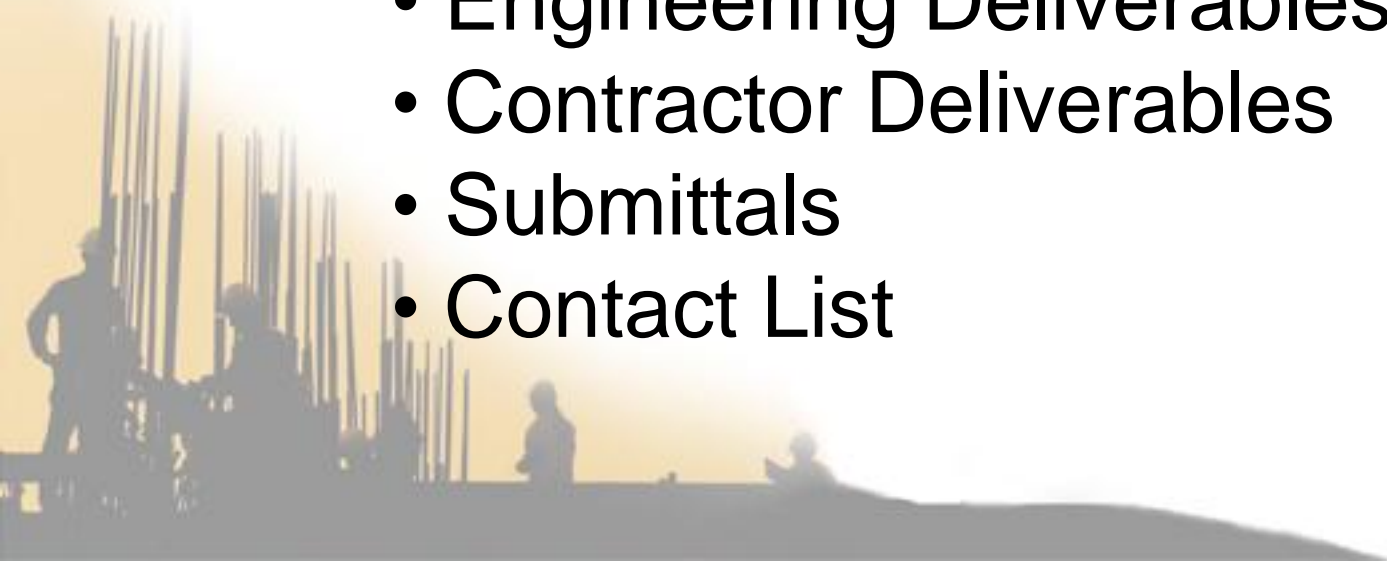 • Engineering Deliverables
• Contractor Deliverables
• Submittals
• Contact List